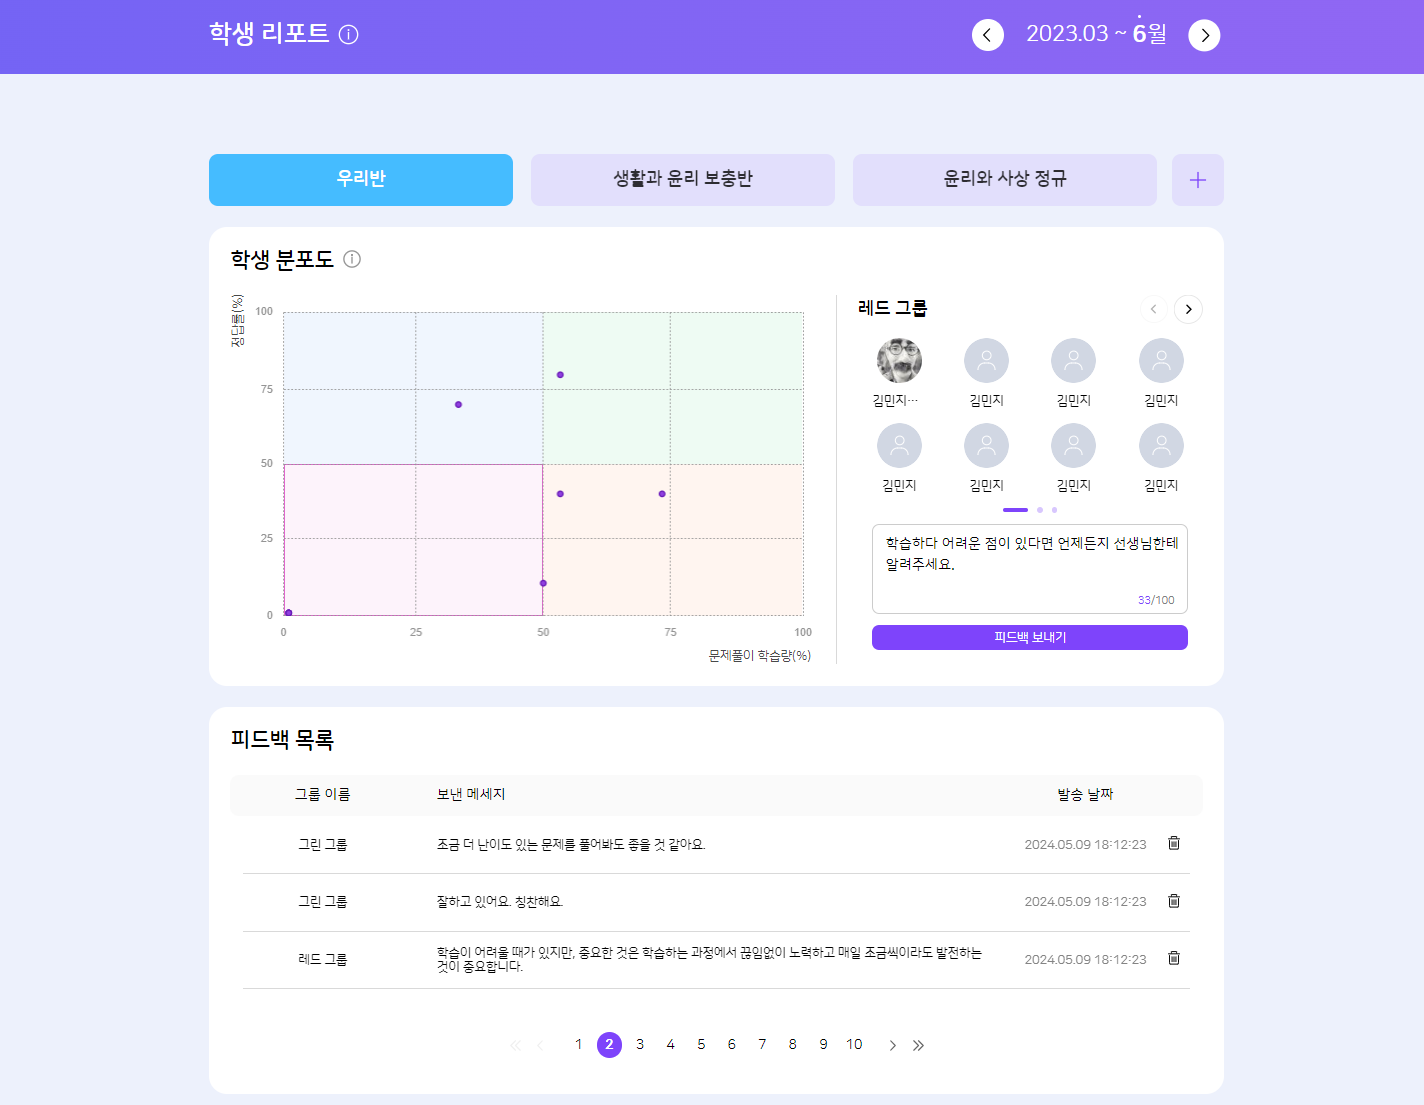 학생 리포트
2023.03 ~ 6월
우리반
생활과 윤리 보충반
윤리와 사상 정규
학생 분포도
정답률(%)
100
75
50
25
0
0 25 50 75 100
문제풀이 학습량(%)
레드 그룹
김민지… 김민지 김민지 김민지
김민지 김민지 김민지 김민지
학습하다 어려운 점이 있다면 언제든지 선생님한테
알려주세요.
33/100
피드백 보내기
피드백 목록
그룹 이름 보낸 메세지 발송 날짜
그린 그룹 조금 더 난이도 있는 문제를 풀어봐도 좋을 것 같아요. 2024.05.09 18:12:23
그린 그룹 잘하고 있어요. 칭찬해요. 2024.05.09 18:12:23
레드 그룹 학습이 어려울 때가 있지만, 중요한 것은 학습하는 과정에서 끊임없이 노력하고 매일 조금씩이라도 발전하는 2024.05.09 18:12:23
것이 중요합니다.
1 2 3 4 5 6 7 8 9 10